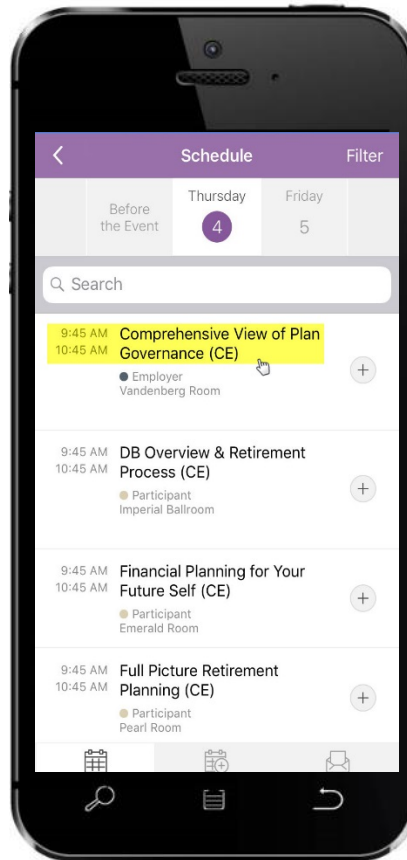 Schedule
Filter
Before
the Event
Thursday
4
Friday
5
Search
9:45 AM
10:45 AM
Comprehensive View of Plan
Governance (CE)
Employer
Vandenberg Room
9:45 AM
10:45 AM
DB Overview & Retirement
Process (CE)
Participant
Imperial Ballroom
9:45 AM
10:45 AM
Financial Planning for Your
Future Self (CE)
Participant
Emerald Room
9:45 AM
10:45 AM
Full Picture Retirement
Planning (CE)
Participant
Pearl Room